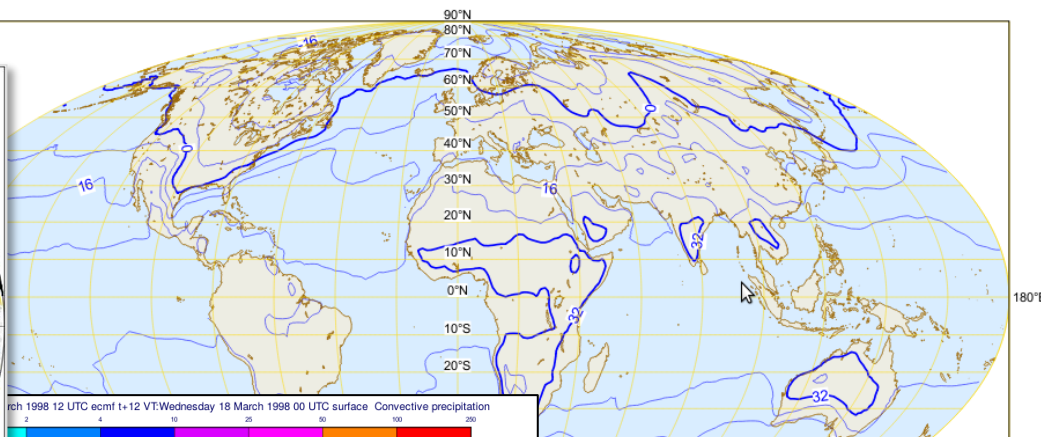 90°N
80°N
-16
70°N
60°N
0
50°N
0
40°N
16
30°N
16
20°N
32
10°N
0°N
180°E
32
10°S
20°S
32
rch 1998 12 UTC ecmf t+12 VT:Wednesday 18 March 1998 00 UTC surface Convective precipitation
2 4 10 25 50 100 250